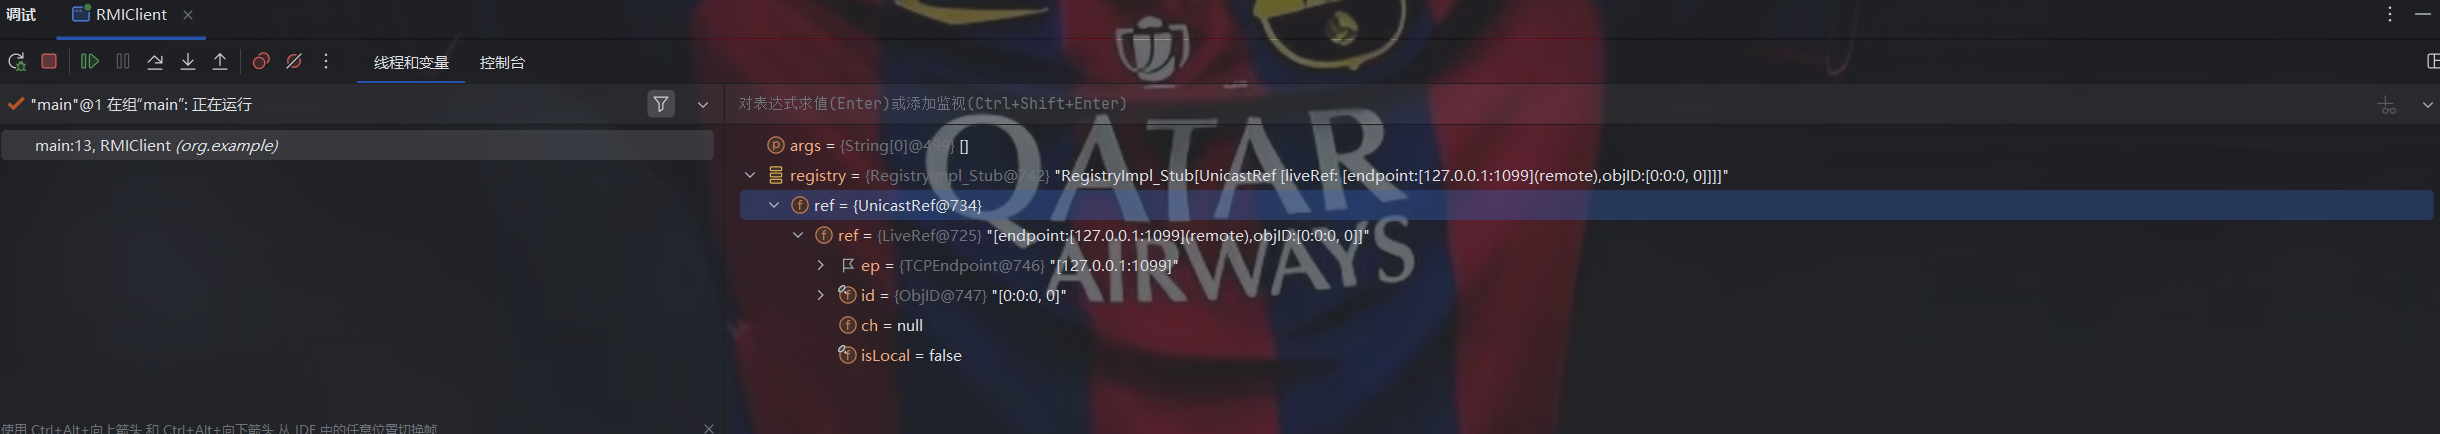 调试 RMIClient
线程和变量 控制台
"main"@1 在组"main": 正在运行
对表达式求值(Enter)或添加监视(Ctrl+Shift+Enter)
main:13, RMIClient (org.example)
args = {String[0]@459} []
registry = {RegistryImpl_Stub@742} "RegistryImpl_Stub[UnicastRef [liveRef: [endpoint:[127.0.0.1:1099](remote),objID:[0:0:0, 0]]]]"
ref = {UnicastRef@734}
ref = {LiveRef@725} "[endpoint:[127.0.0.1:1099](remote),objID:[0:0:0, 0]]"
ep = {TCPEndpoint@746} "[127.0.0.1:1099]"
id = {ObjID@747} "[0:0:0, 0]"
ch = null
isLocal = false
QATAR
AIRWAYS
使用 Ctrl+Alt+向上箭头 和 Ctrl+Alt+向下箭头 从 IDE 中的任意位置切换帧